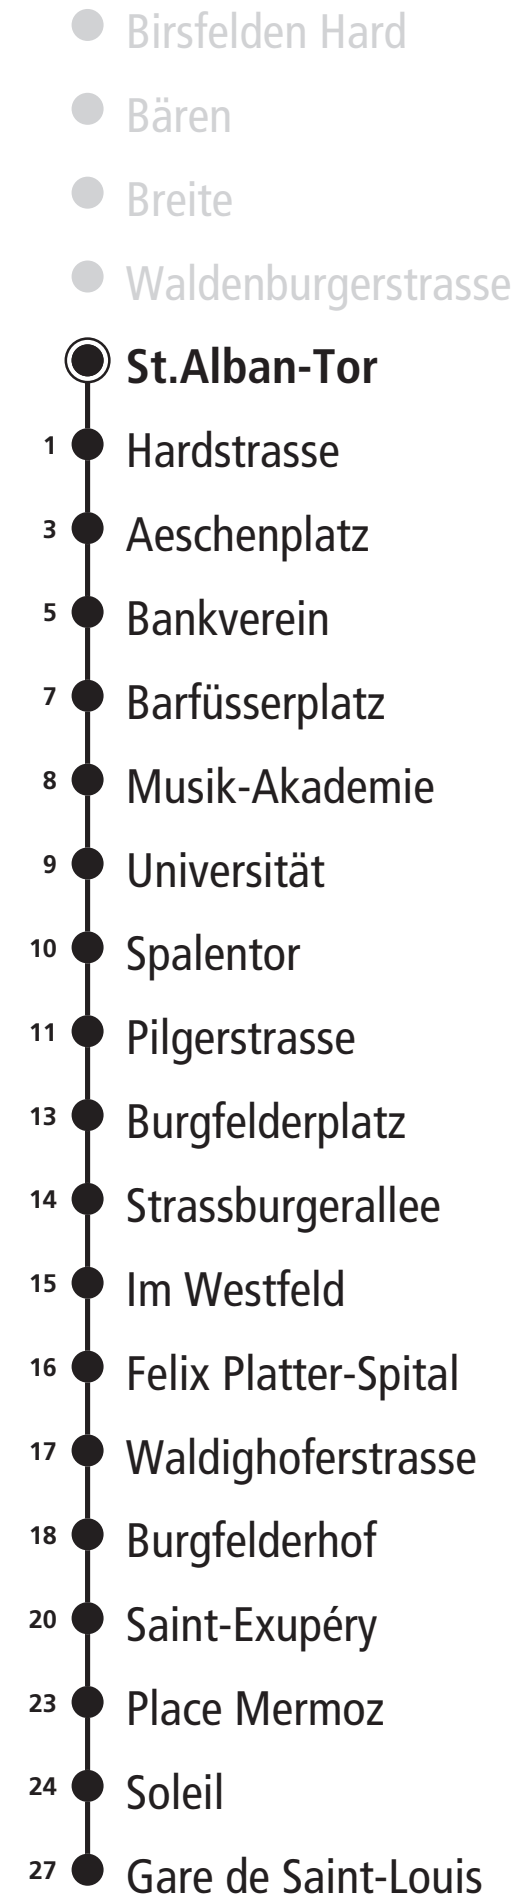 Birsfelden Hard
Bären
Breite
Waldenburgerstrasse
St.Alban-Tor
1 Hardstrasse
3 Aeschenplatz
5 Bankverein
7 Barfüsserplatz
8 Musik-Akademie
9 Universität
10 Spalentor
11 Pilgerstrasse
13 Burgfelderplatz
14 Strassburgerallee
15 Im Westfeld
16 Felix Platter-Spital
17 Waldighoferstrasse
18 Burgfelderhof
20 Saint-Exupéry
23 Place Mermoz
24 Soleil
27 Gare de Saint-Louis